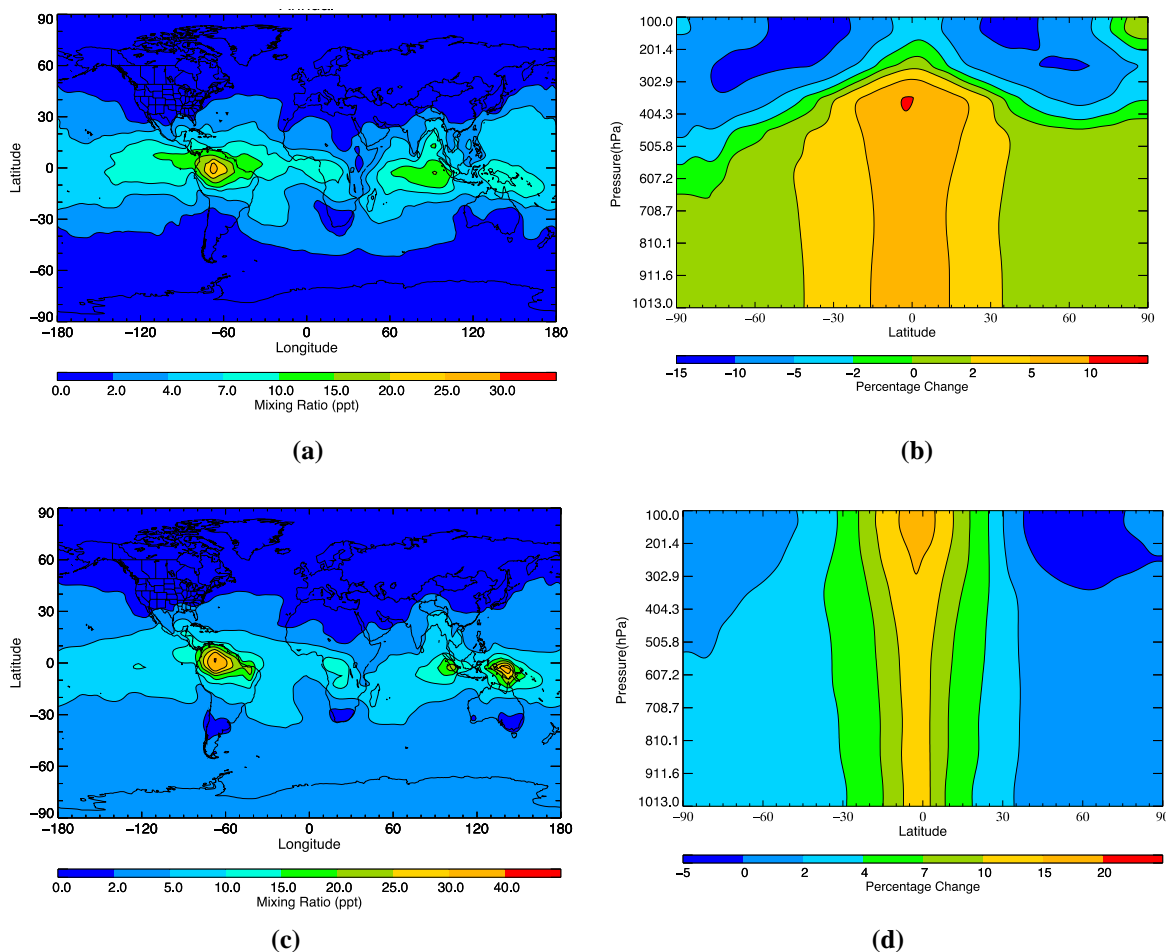 90
60
30
0
−30
−60
−90
Latitude
−180 −120 −60 0 60 120 180
Longitude
0.0 2.0 4.0 7.0 10.0 15.0 20.0 25.0 30.0
Mixing Ratio (ppt)
(a)
100.0
201.4
302.9
404.3
505.8
607.2
708.7
810.1
911.6
1013.0
Pressure(hPa)
−90 −60 −30 0 30 60 90
Latitude
−15 −10 −5 −2 0 2 5 10
Percentage Change
(b)
90
60
30
0
−30
−60
−90
Latitude
−180 −120 −60 0 60 120 180
Longitude
0.0 2.0 5.0 10.0 15.0 20.0 25.0 30.0 40.0
Mixing Ratio (ppt)
(c)
100.0
201.4
302.9
404.3
505.8
607.2
708.7
810.1
911.6
1013.0
Pressure(hPa)
−90 −60 −30 0 30 60 90
Latitude
−5 0 2 4 7 10 15 20
Percentage Change
(d)